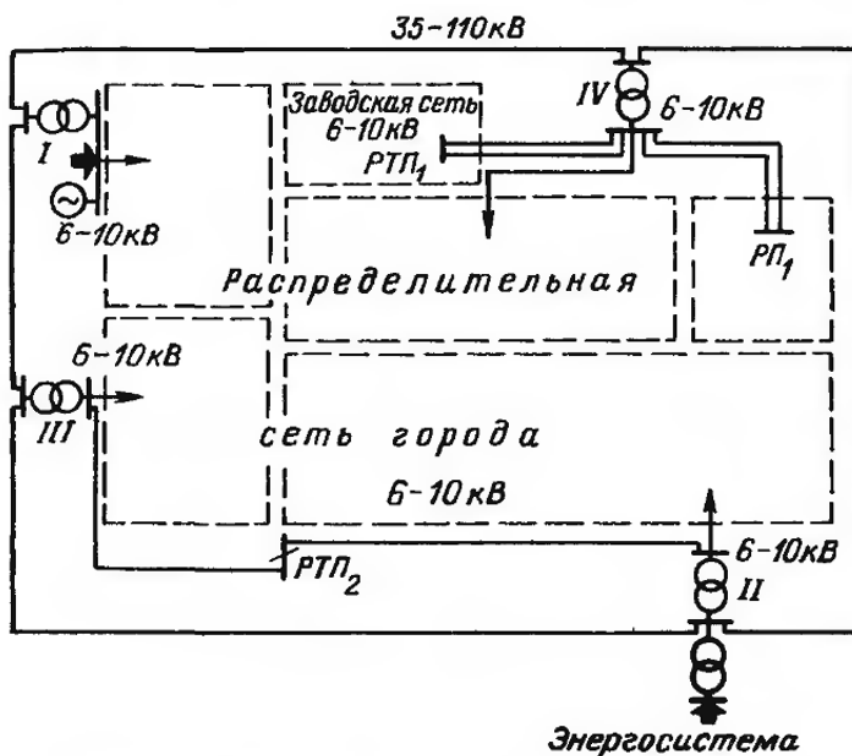 35-110кВ
IV
6-10кВ
Заводская сеть
6-10кВ
РТП₁
I
6-10кВ
РП₁
Распределительная
6-10кВ
III
сеть города
6-10кВ
РТП₂
6-10кВ
II
Энергосистема